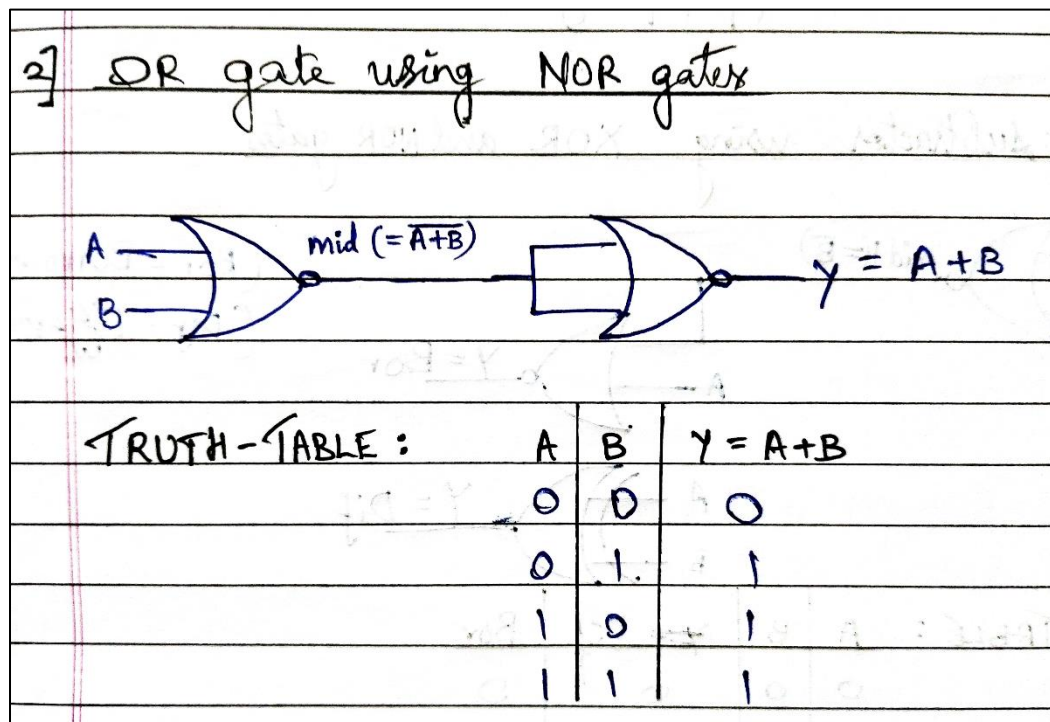 2] OR gate using NOR gates
A mid (=A̅+̅B̅) Y = A+B
B
TRUTH-TABLE : A B Y = A+B
0 0 0
0 1 1
1 0 1
1 1 1